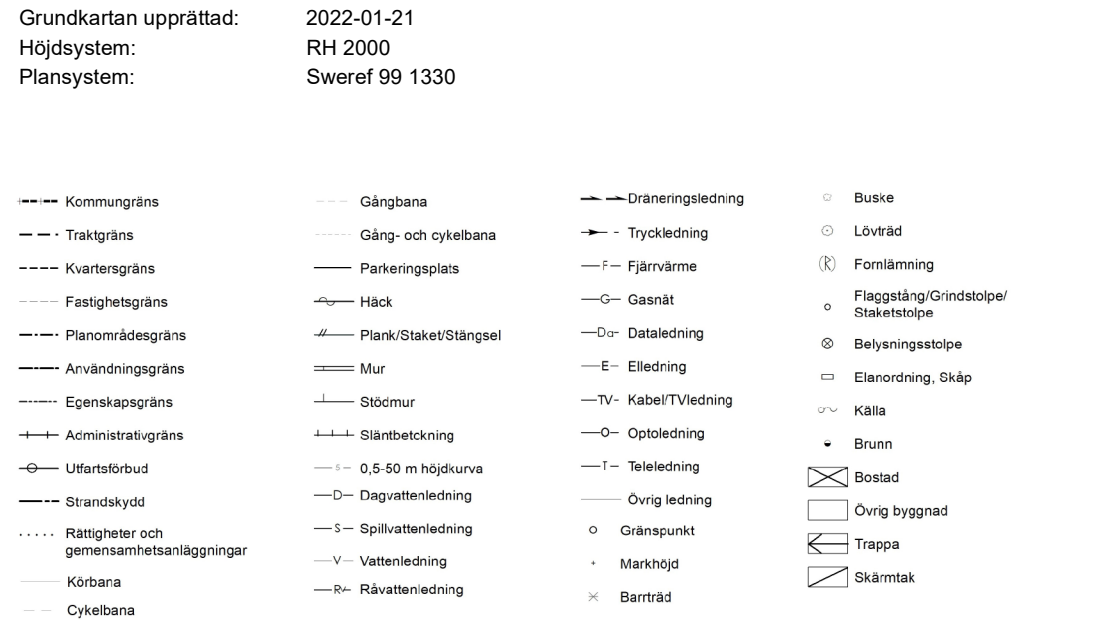 Grundkartan upprättad: 2022-01-21
Höjdsystem: RH 2000
Plansystem: Sweref 99 1330
Kommungräns
Traktgräns
Kvartersgräns
Fastighetsgräns
Planområdesgräns
Användningsgräns
Egenskapsgräns
Administrativgräns
Utfartsförbud
Strandskydd
Rättigheter och
gemensamhetsanläggningar
Körbana
Cykelbana
Gångbana
Gång- och cykelbana
Parkeringsplats
Häck
Plank/Staket/Stängsel
Mur
Stödmur
Släntbetckning
5 0,5-50 m höjdkurva
D Dagvattenledning
S Spillvattenledning
V Vattenledning
RV Råvattenledning
Dräneringsledning
Tryckledning
F Fjärrvärme
G Gasnät
Da Dataledning
E Elledning
TV Kabel/TVledning
O Optoledning
T Teleledning
Övrig ledning
Gränspunkt
Markhöjd
Barrträd
Buske
Lövträd
R Fornlämning
Flaggstång/Grindstolpe/
Staketstolpe
Belysningsstolpe
Elanordning, Skåp
Källa
Brunn
Bostad
Övrig byggnad
Trappa
Skärmtak